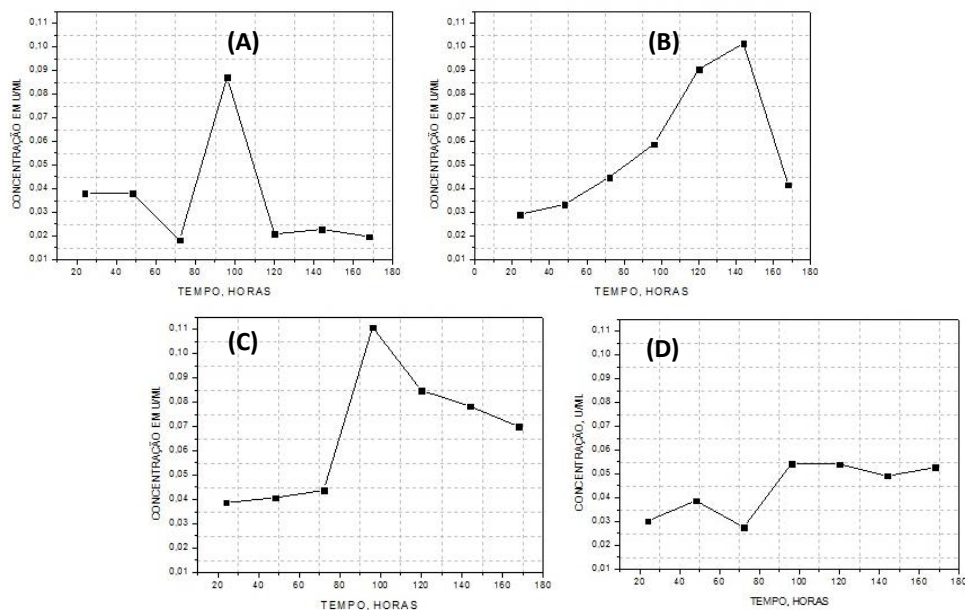 (A)
CONCENTRAÇÃO EM U/ML
0,11
0,10
0,09
0,08
0,07
0,06
0,05
0,04
0,03
0,02
0,01
20 40 60 80 100 120 140 160 180
TEMPO, HORAS
(B)
CONCENTRAÇÃO EM U/ML
0,11
0,10
0,09
0,08
0,07
0,06
0,05
0,04
0,03
0,02
0,01
0 20 40 60 80 100 120 140 160 180
TEMPO, HORAS
(C)
CONCENTRAÇÃO EM U/ML
0,11
0,10
0,09
0,08
0,07
0,06
0,05
0,04
0,03
0,02
0,01
20 40 60 80 100 120 140 160 180
TEMPO, HORAS
(D)
CONCENTRAÇÃO, U/ML
0,11
0,10
0,09
0,08
0,07
0,06
0,05
0,04
0,03
0,02
0,01
20 40 60 80 100 120 140 160 180
TEMPO, HORAS